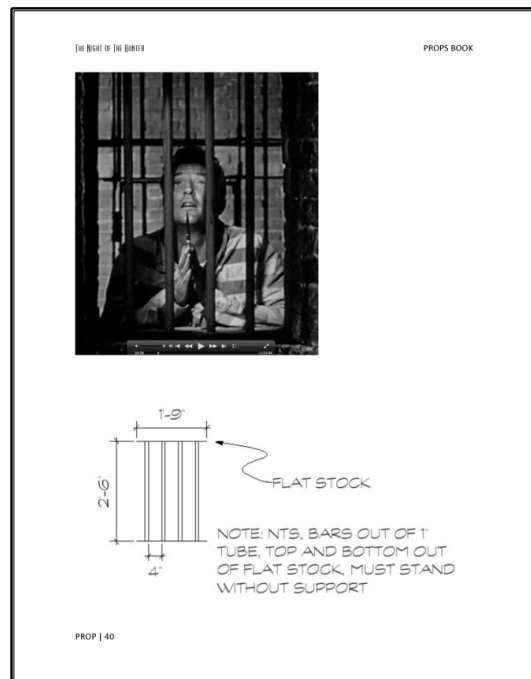 THE NIGHT OF THE HUNTER
PROPS BOOK
1'-9"
2'-6"
FLAT STOCK
4"
NOTE: NTS, BARS OUT OF 1"
TUBE, TOP AND BOTTOM OUT
OF FLAT STOCK, MUST STAND
WITHOUT SUPPORT
PROP | 40